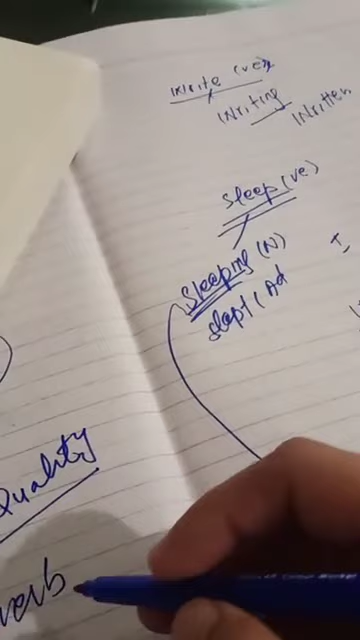 Write (ve)
Writing
Written
Sleep (ve)
Sleeping (N)
slept (Ad
I
Quality
verb